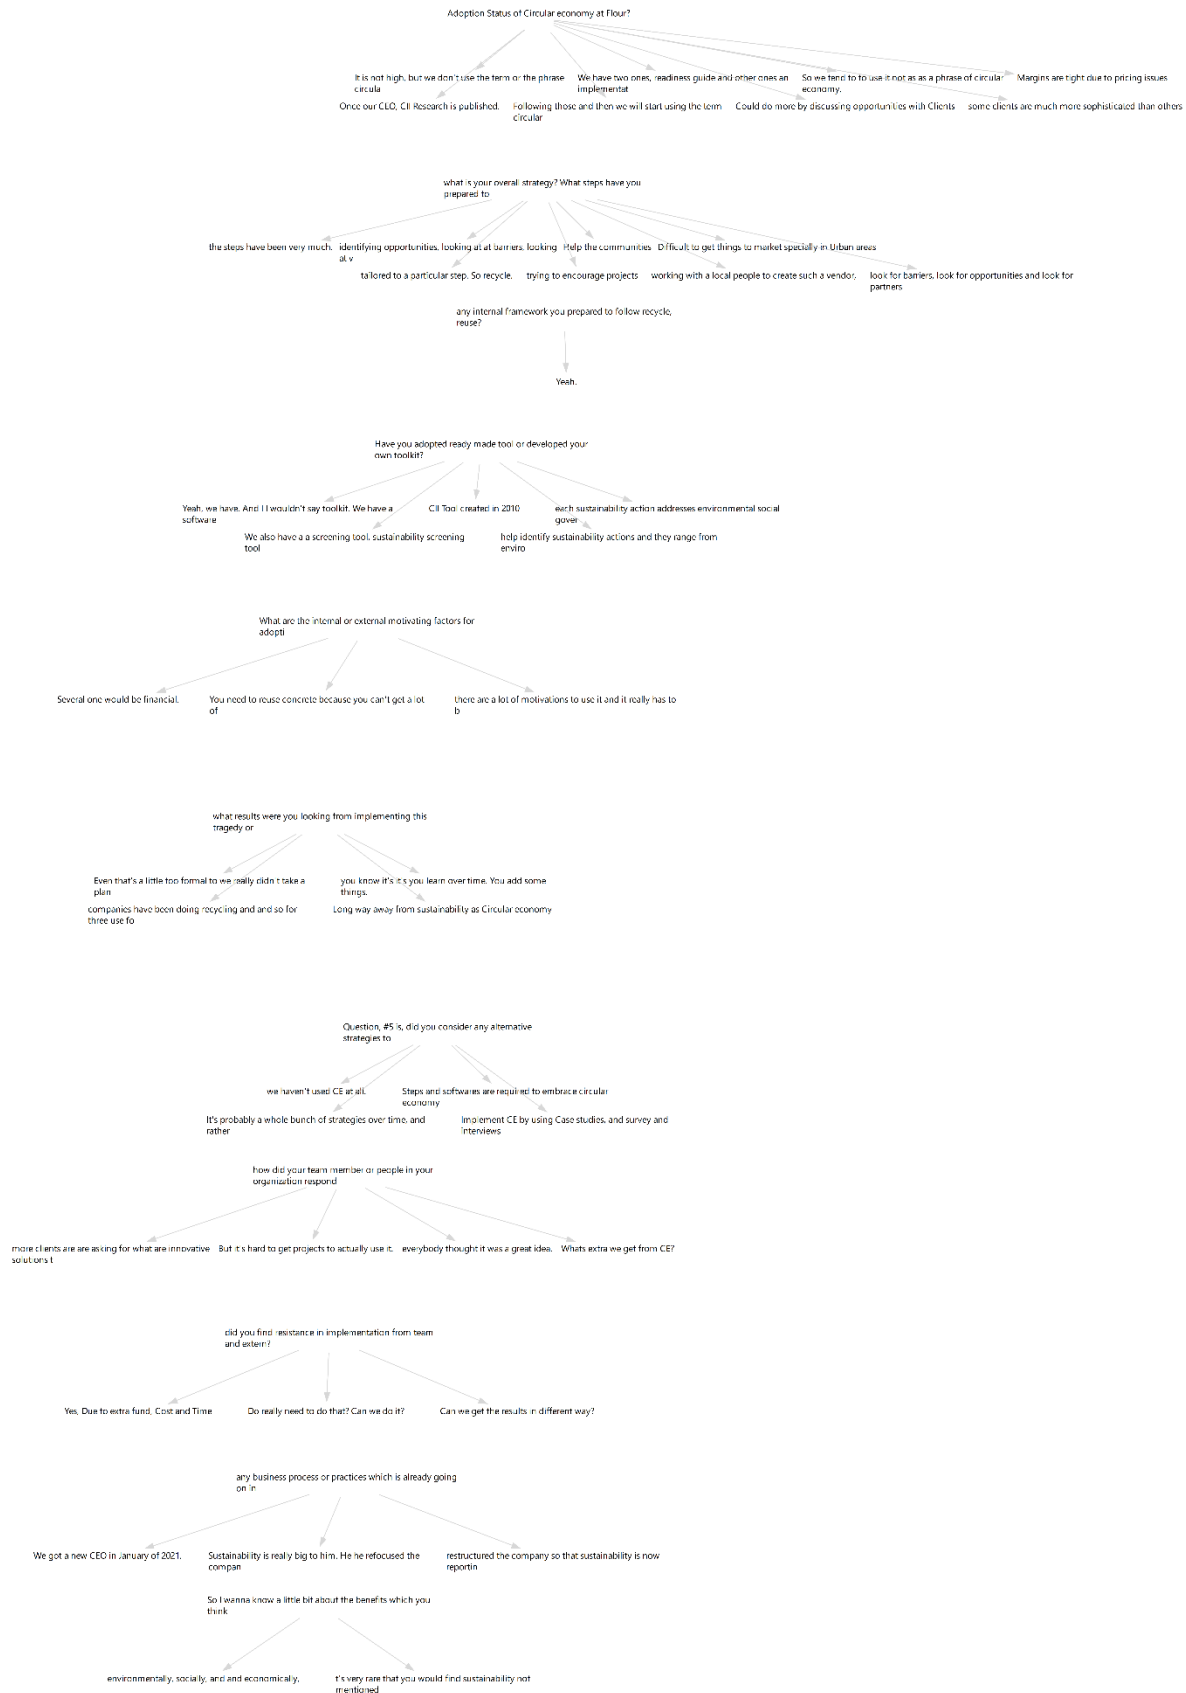 Adoption Status of Circular economy at Flour?
It is not high, but we don't use the term or the phrase
circula
We have two ones, readiness guide and other ones an
implementat
So we tend to to use it not as as a phrase of circular
economy.
Margins are tight due to pricing issues
Once our CLO, CII Research is published.
Following those and then we will start using the term
circular
Could do more by discussing opportunities with Clients
some clients are much more sophisticated than others
what is your overall strategy? What steps have you
prepared to
the steps have been very much.
identifying opportunities, looking at at barriers, looking
at v
Help the communities
Difficult to get things to market specially in Urban areas
tailored to a particular step. So recycle.
trying to encourage projects
working with a local people to create such a vendor,
look for barriers, look for opportunities and look for
partners
any internal framework you prepared to follow recycle,
reuse?
Yeah.
Have you adopted ready made tool or developed your
own toolkit?
Yeah, we have. And I I wouldn't say toolkit. We have a
software
CII Tool created in 2010
each sustainability action addresses environmental social
gover
We also have a a screening tool, sustainability screening
tool
help identify sustainability actions and they range from
enviro
What are the internal or external motivating factors for
adopti
Several one would be financial.
You need to reuse concrete because you can't get a lot
of
there are a lot of motivations to use it and it really has to
b
what results were you looking from implementing this
tragedy or
Even that's a little too formal to we really didn't take a
plan
you know it's it's you learn over time. You add some
things.
companies have been doing recycling and and so for
three use fo
Long way away from sustainability as Circular economy
Question, #5 is, did you consider any alternative
strategies to
we haven't used CE at all.
Steps and softwares are required to embrace circular
economy
It's probably a whole bunch of strategies over time, and
rather
Implement CE by using Case studies, and survey and
interviews
how did your team member or people in your
organization respond
more clients are are asking for what are innovative
solutions t
But it's hard to get projects to actually use it.
everybody thought it was a great idea.
Whats extra we get from CE?
did you find resistance in implementation from team
and extern?
Yes, Due to extra fund, Cost and Time
Do really need to do that? Can we do it?
Can we get the results in different way?
any business process or practices which is already going
on in
We got a new CEO in January of 2021.
Sustainability is really big to him. He he refocused the
compan
restructured the company so that sustainability is now
reportin
So I wanna know a little bit about the benefits which you
think
environmentally, socially, and and economically,
t's very rare that you would find sustainability not
mentioned